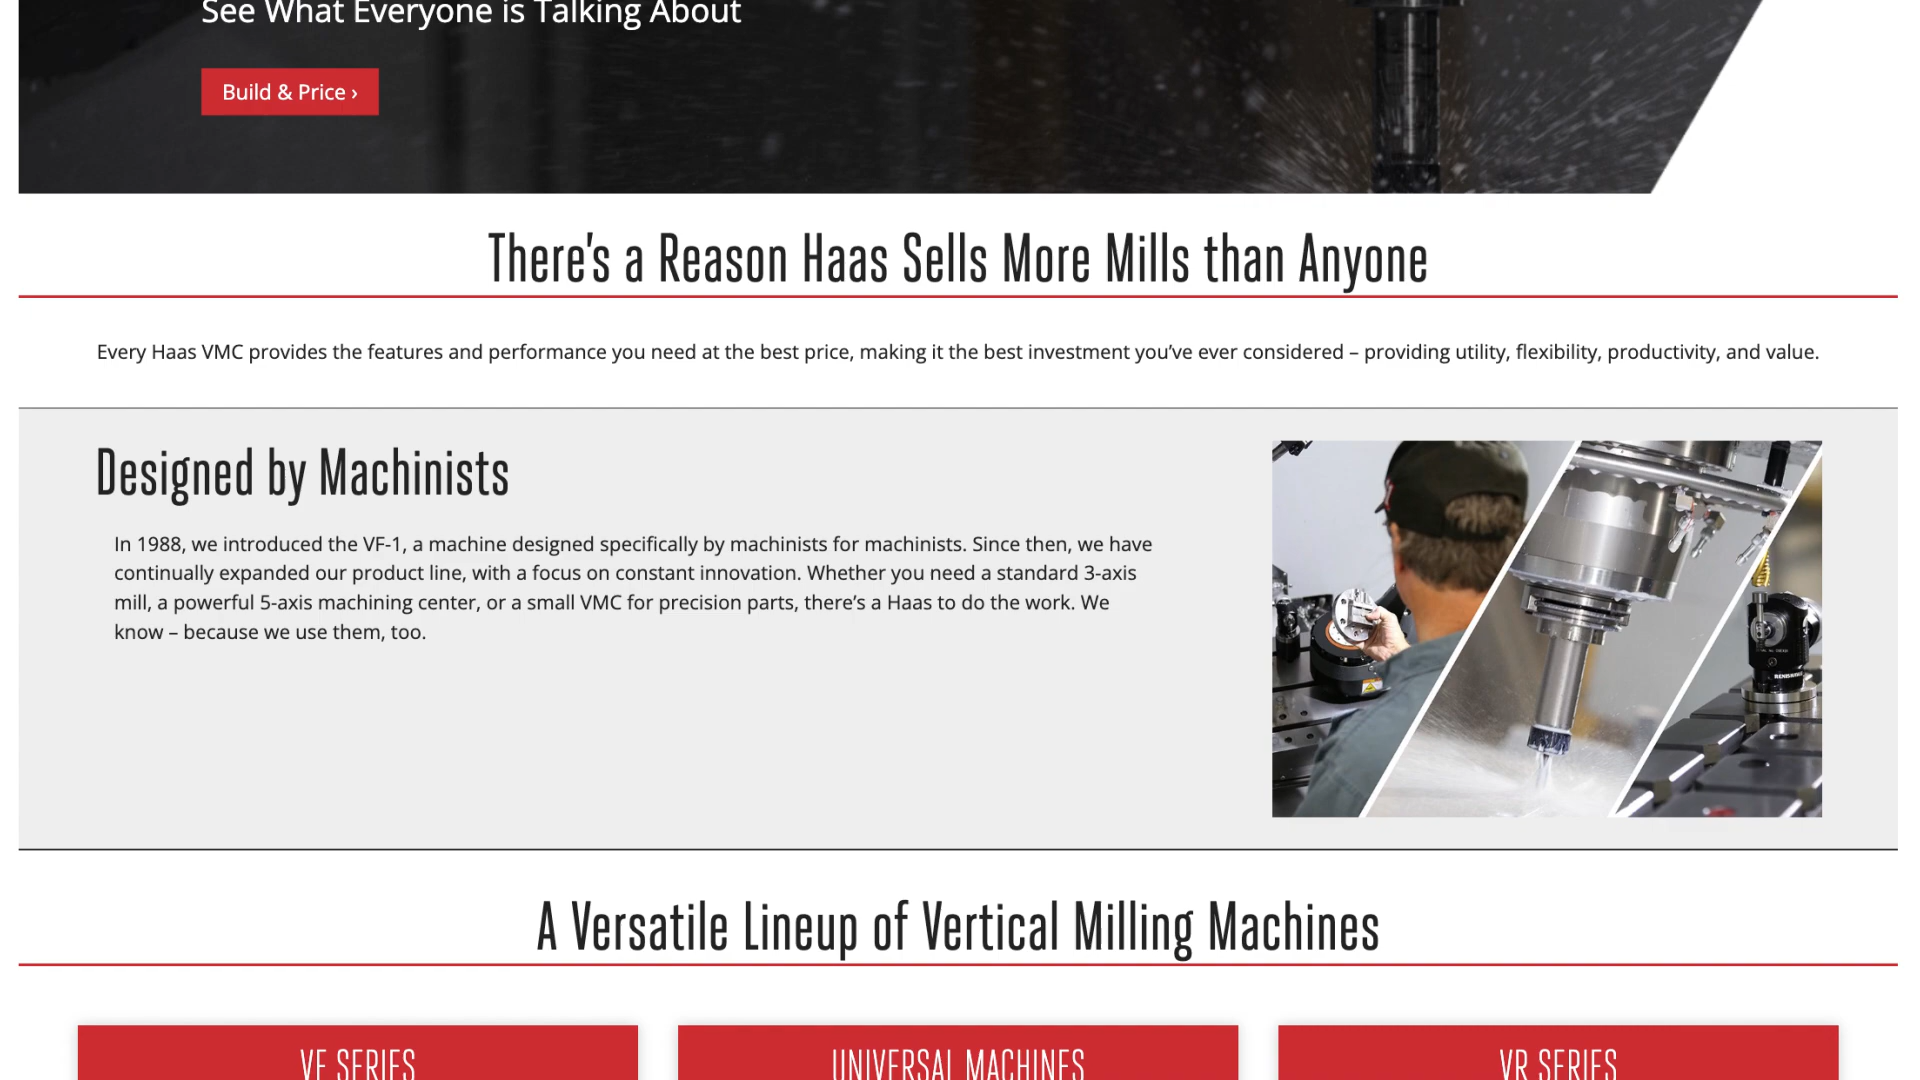 See What Everyone is Talking About
Build & Price ›
There's a Reason Haas Sells More Mills than Anyone
Every Haas VMC provides the features and performance you need at the best price, making it the best investment you’ve ever considered – providing utility, flexibility, productivity, and value.
Designed by Machinists
In 1988, we introduced the VF-1, a machine designed specifically by machinists for machinists. Since then, we have
continually expanded our product line, with a focus on constant innovation. Whether you need a standard 3-axis
mill, a powerful 5-axis machining center, or a small VMC for precision parts, there’s a Haas to do the work. We
know – because we use them, too.
RENISHAW
A Versatile Lineup of Vertical Milling Machines
VF SERIES
UNIVERSAL MACHINES
VR SERIES